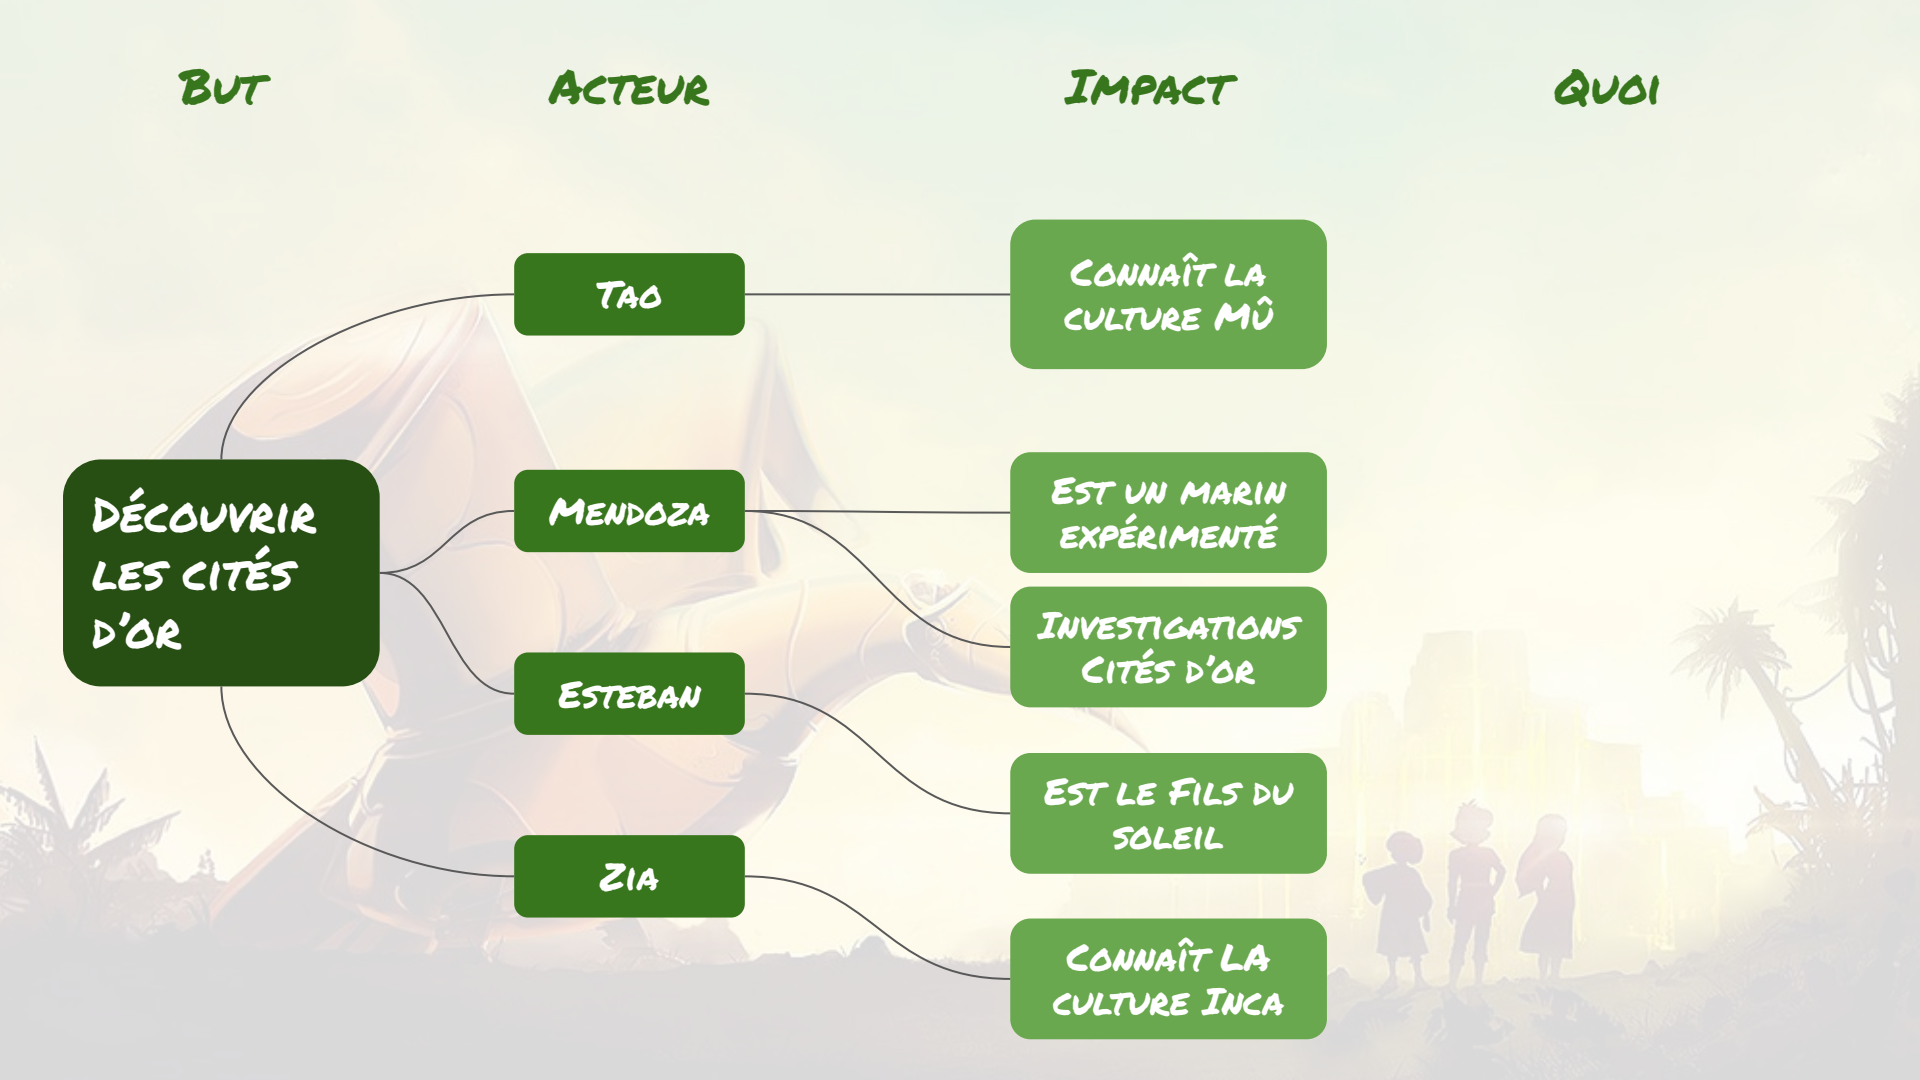 But
Acteur
Impact
Quoi
Tao
Connaît la
culture Mû
Découvrir
les cités
d'or
Mendoza
Est un marin
expérimenté
Investigations
Cités d'or
Esteban
Est le Fils du
soleil
Zia
Connaît LA
culture Inca